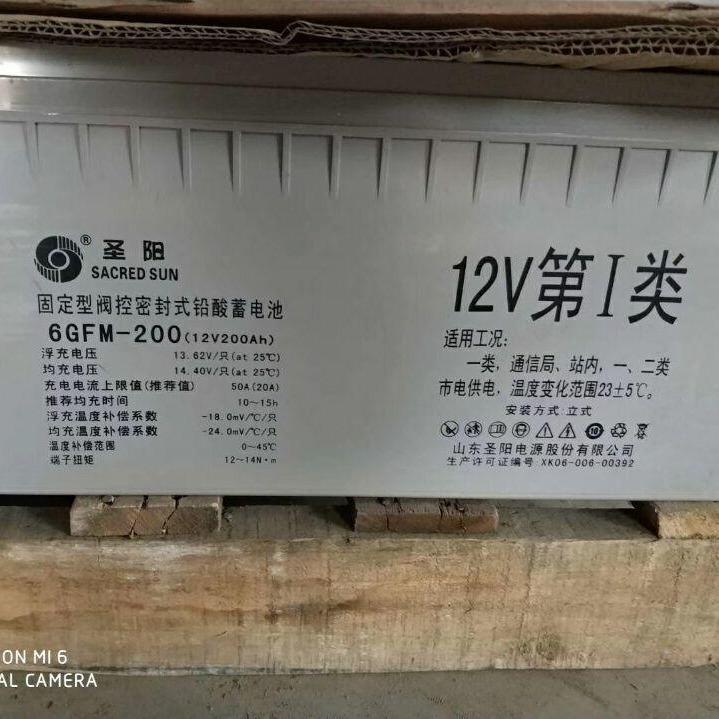 ® 圣阳
SACRED SUN
固定型阀控密封式铅酸蓄电池
6GFM-200(12V200Ah)
浮充电压 13.62V/只(at 25℃)
均充电压 14.40V/只(at 25℃)
充电电流上限值(推荐值) 50A(20A)
推荐均充时间 10～15h
浮充温度补偿系数 -18.0mV/℃/只
均充温度补偿系数 -24.0mV/℃/只
温度补偿范围 0～45℃
端子扭矩 12～14N·m
12V第Ⅰ类
适用工况:
一类，通信局、站内，一、二类
市电供电，温度变化范围23±5℃。
安装方式:立式
山东圣阳电源股份有限公司
生产许可证编号 XK06-006-00392
ON MI 6
AL CAMERA